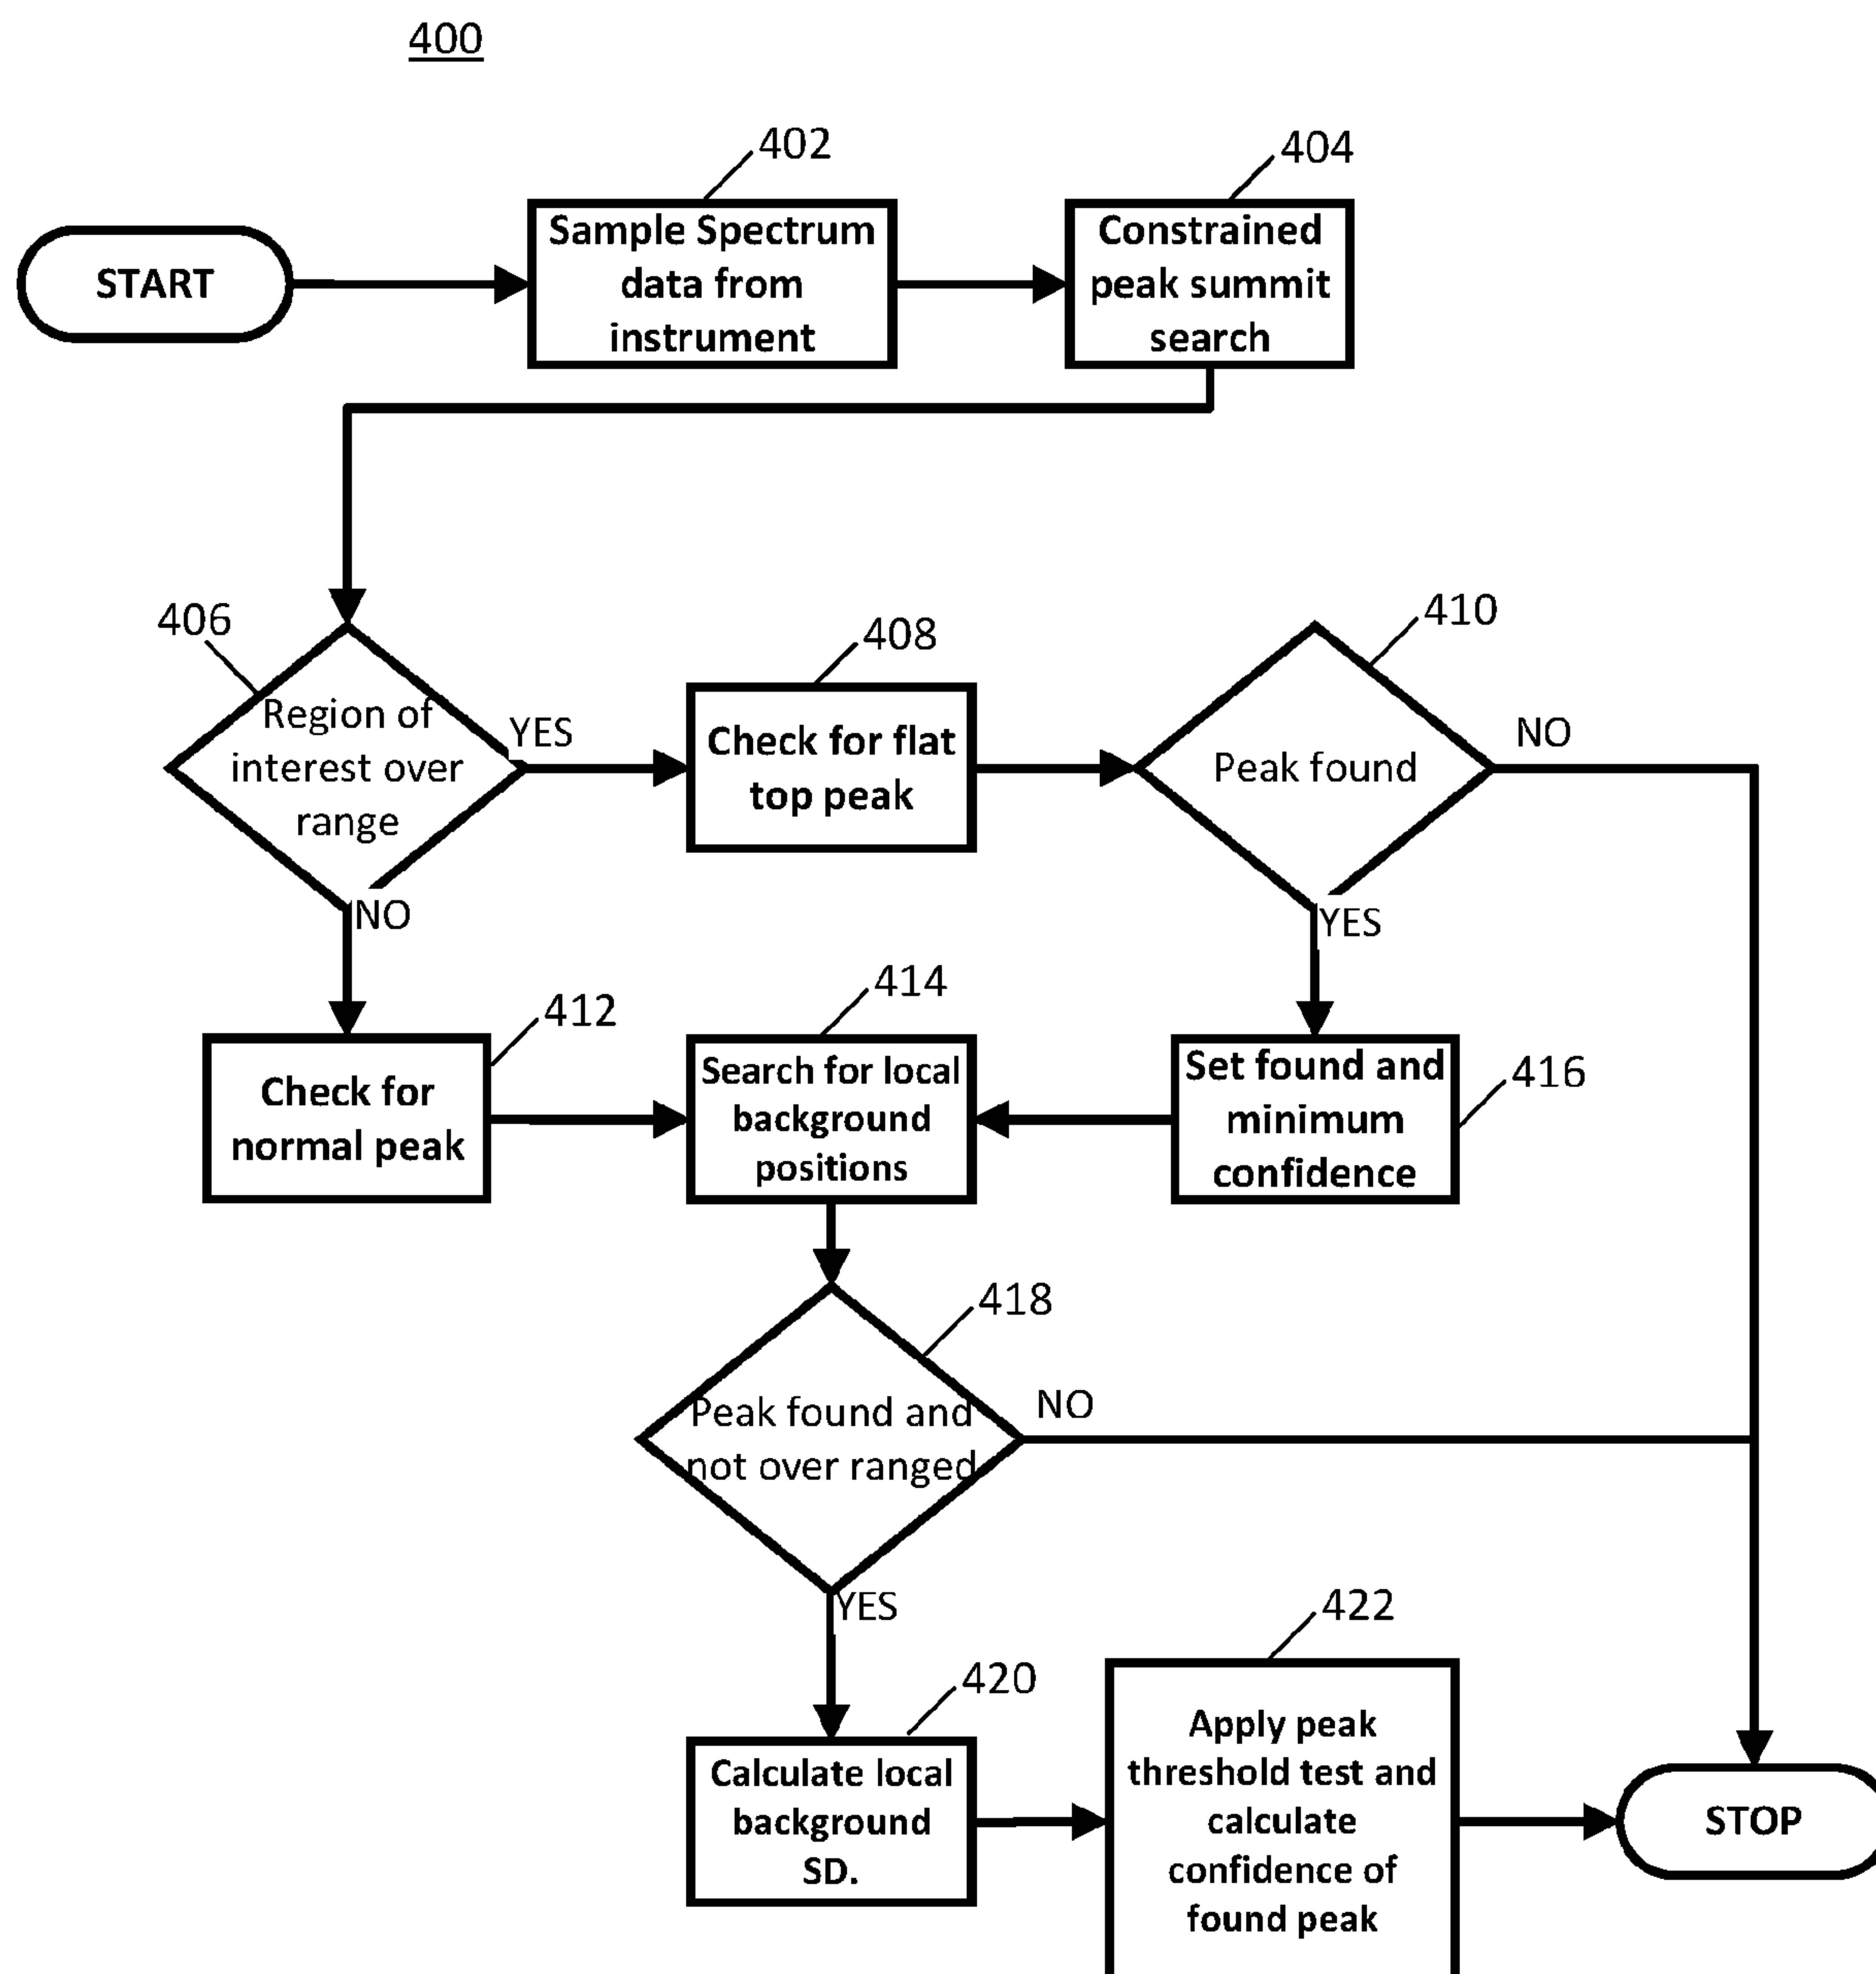 400
402
404
START
Sample Spectrum
data from
instrument
Constrained
peak summit
search
406
408
410
Region of
interest over
range
YES
Check for flat
top peak
Peak found
NO
NO
YES
412
414
416
Check for
normal peak
Search for local
background
positions
Set found and
minimum
confidence
418
Peak found and
not over ranged
NO
YES
420
422
Calculate local
background
SD.
Apply peak
threshold test and
calculate
confidence of
found peak
STOP